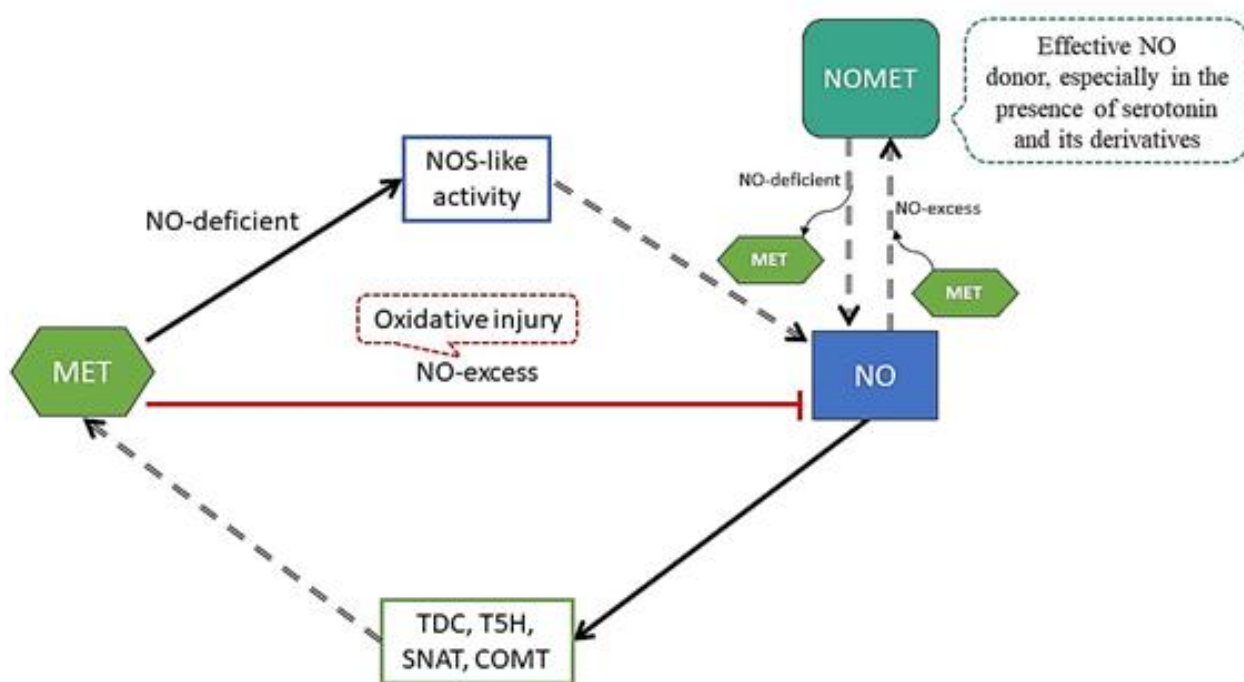 NOMET
Effective NO
donor, especially in the
presence of serotonin
and its derivatives
NOS-like
activity
NO-deficient
NO-deficient
NO-excess
MET
MET
Oxidative injury
NO-excess
MET
NO
TDC, T5H,
SNAT, COMT